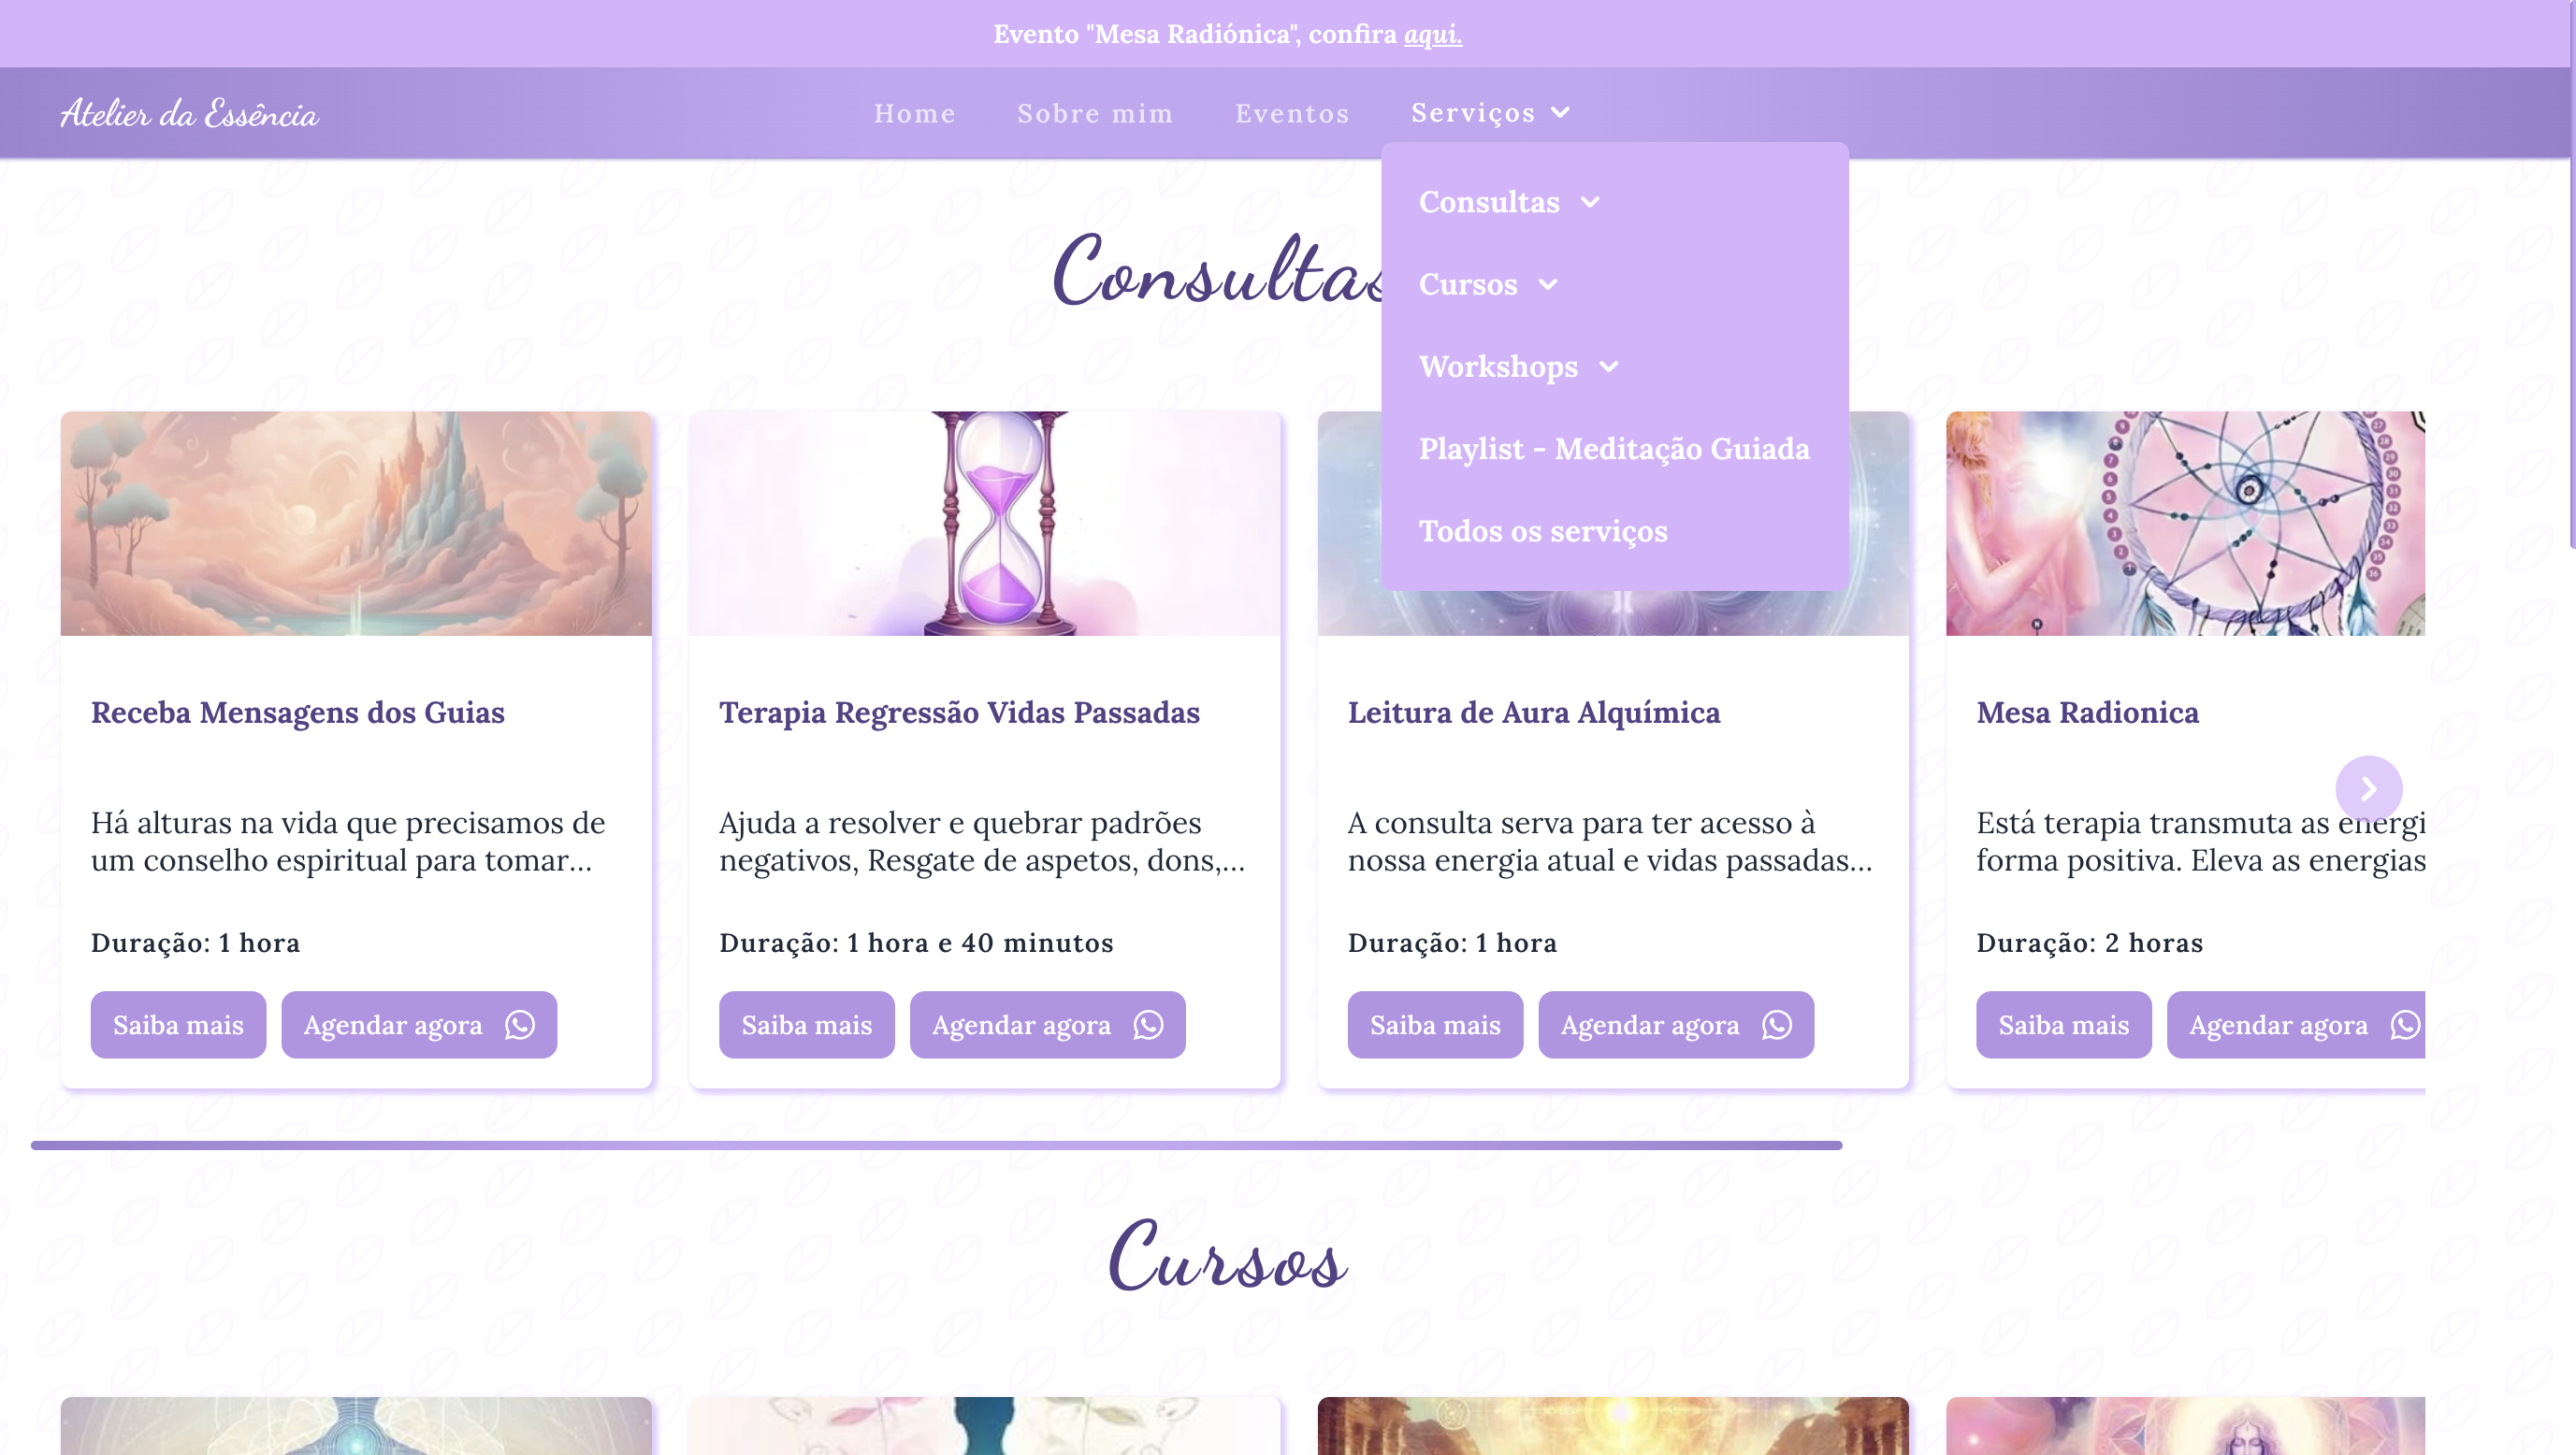 Evento "Mesa Radiónica", confira aqui.
Atelier da Essência
Home
Sobre mim
Eventos
Serviços
Consultas
Cursos
Workshops
Playlist - Meditação Guiada
Todos os serviços
Consultas
Receba Mensagens dos Guias
Há alturas na vida que precisamos de
um conselho espiritual para tomar...
Duração: 1 hora
Saiba mais
Agendar agora
Terapia Regressão Vidas Passadas
Ajuda a resolver e quebrar padrões
negativos, Resgate de aspetos, dons,...
Duração: 1 hora e 40 minutos
Saiba mais
Agendar agora
Leitura de Aura Alquímica
A consulta serva para ter acesso à
nossa energia atual e vidas passadas...
Duração: 1 hora
Saiba mais
Agendar agora
Mesa Radionica
Está terapia transmuta as energi
forma positiva. Eleva as energias
Duração: 2 horas
Saiba mais
Agendar agora
Cursos